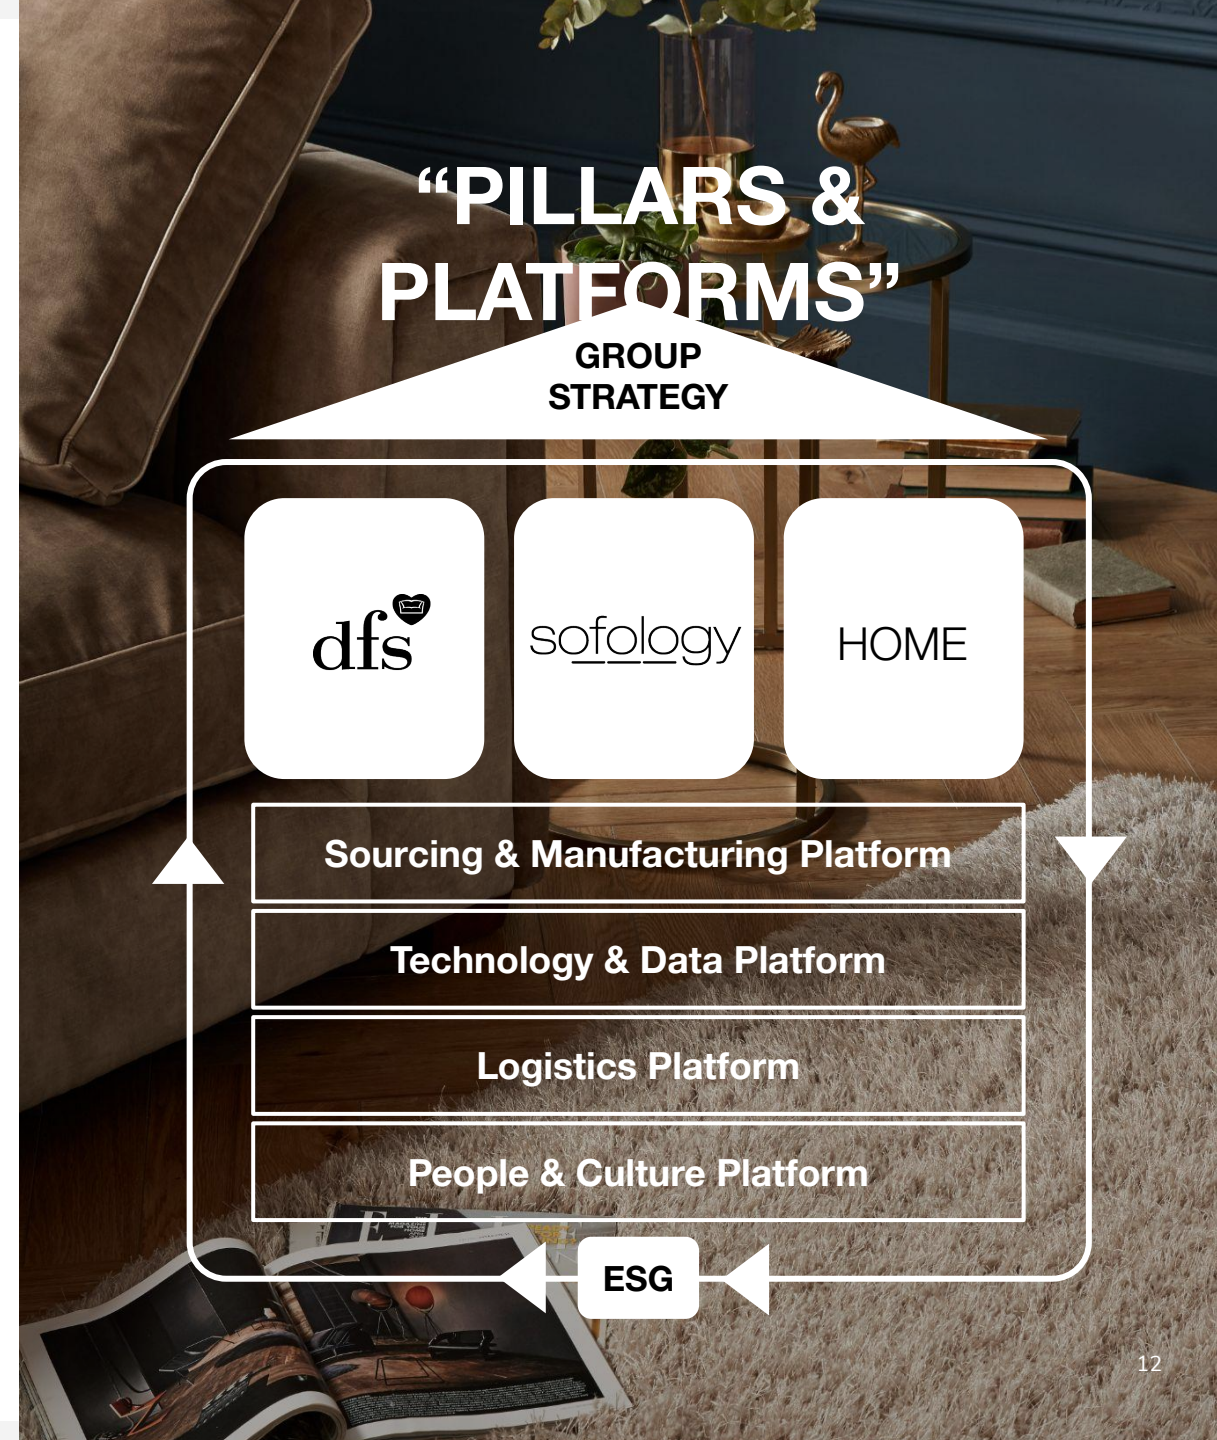 “PILLARS &
PLATFORMS”
GROUP
STRATEGY
dfs
sofology
HOME
Sourcing & Manufacturing Platform
Technology & Data Platform
Logistics Platform
People & Culture Platform
ESG
12